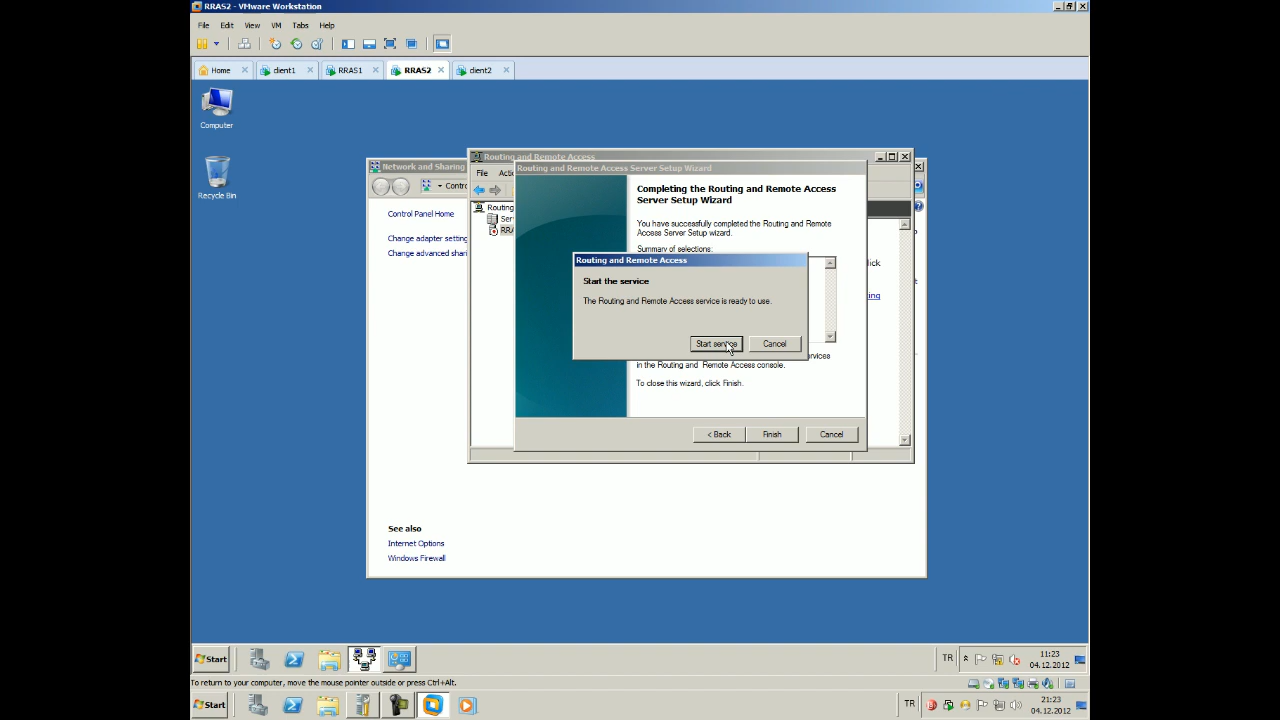 RRAS2 - VMware Workstation
File Edit View VM Tabs Help
Home client1 RRAS1 RRAS2 client2
Computer
Recycle Bin
Network and Sharing
Control Panel Home
Change adapter setting
Change advanced shari
See also
Internet Options
Windows Firewall
Routing and Remote Access
File
Routing
Routing and Remote Access Server Setup Wizard
Completing the Routing and Remote Access
Server Setup Wizard
You have successfully completed the Routing and Remote
Access Server Setup wizard.
Summary of selections:
Routing and Remote Access
Start the service
The Routing and Remote Access service is ready to use.
Start service Cancel
in the Routing and Remote Access console.
To close this wizard, click Finish.
< Back Finish Cancel
Start TR 11:23
04.12.2012
To return to your computer, move the mouse pointer outside or press Ctrl+Alt.
Start TR 21:23
04.12.2012